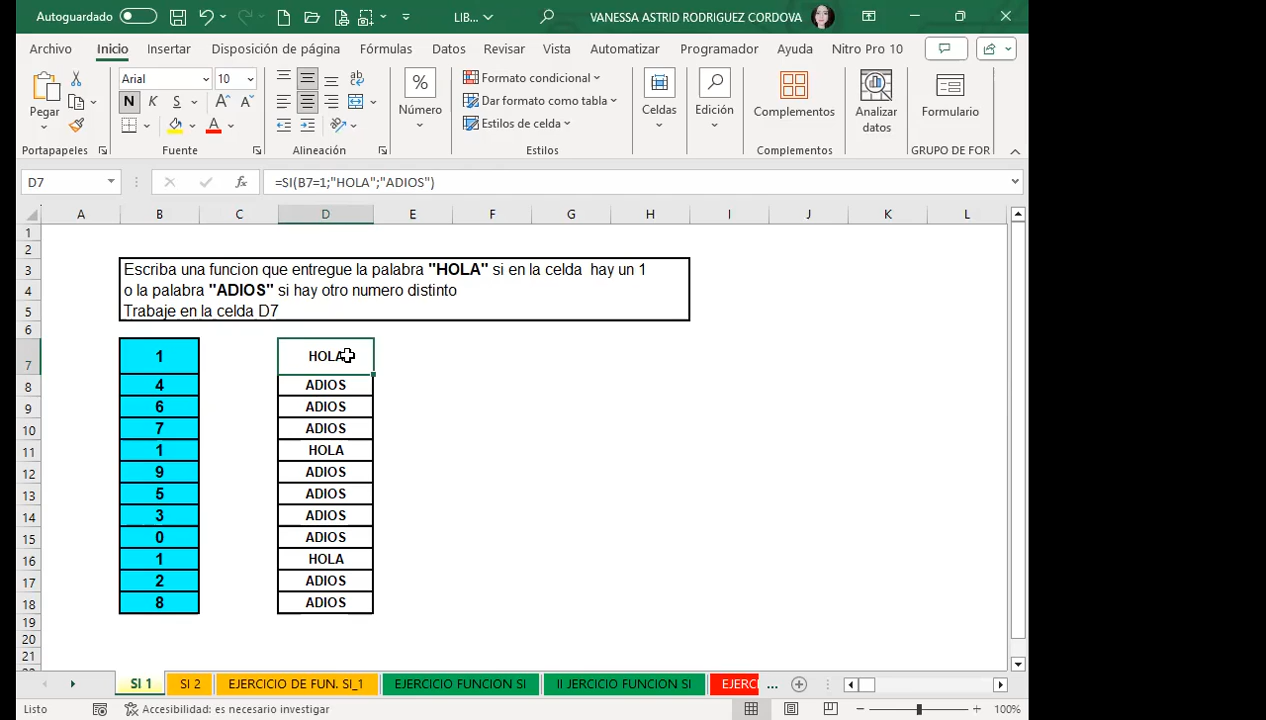 Autoguardado
LIB...
VANESSA ASTRID RODRIGUEZ CORDOVA
Archivo
Inicio
Insertar
Disposición de página
Fórmulas
Datos
Revisar
Vista
Automatizar
Programador
Ayuda
Nitro Pro 10
Pegar
Arial
10
N K S
A A
A
ab
%
Número
Formato condicional
Dar formato como tabla
Estilos de celda
Celdas
Edición
Complementos
Analizar
datos
Formulario
Portapapeles
Fuente
Alineación
Estilos
Complementos
GRUPO DE FOR
D7
fx
=SI(B7=1;"HOLA";"ADIOS")
A B C D E F G H I J K L
1
2
3 Escriba una funcion que entregue la palabra "HOLA" si en la celda hay un 1
4 o la palabra "ADIOS" si hay otro numero distinto
5 Trabaje en la celda D7
6
7 1 HOLA
8 4 ADIOS
9 6 ADIOS
10 7 ADIOS
11 1 HOLA
12 9 ADIOS
13 5 ADIOS
14 3 ADIOS
15 0 ADIOS
16 1 HOLA
17 2 ADIOS
18 8 ADIOS
19
20
21
SI 1
SI 2
EJERCICIO DE FUN. SI_1
EJERCICIO FUNCION SI
II JERCICIO FUNCION SI
EJERCI
...
Listo
Accesibilidad: es necesario investigar
100%